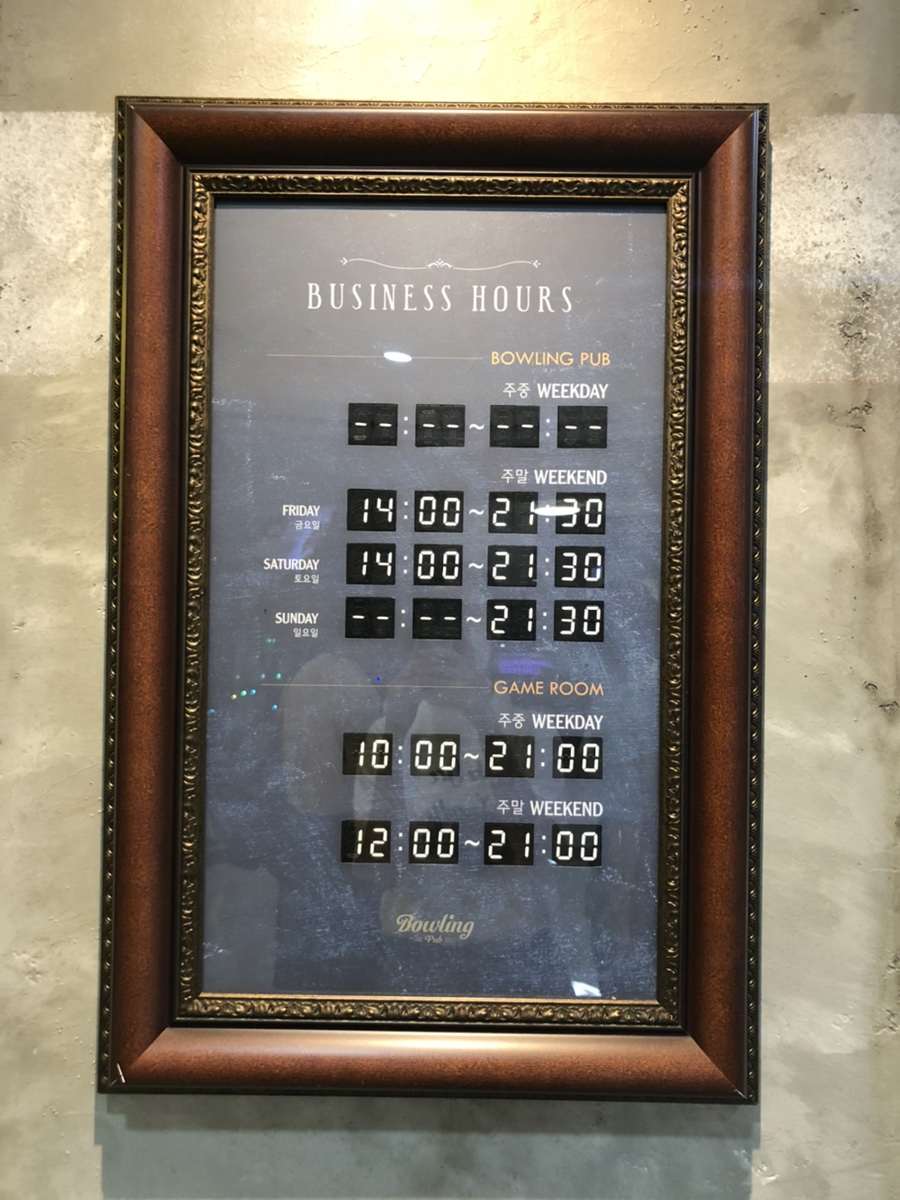 BUSINESS HOURS
BOWLING PUB
주중 WEEKDAY
--:--~--:--
주말 WEEKEND
FRIDAY 14:00~21:30
금요일
SATURDAY 14:00~21:30
토요일
SUNDAY --:--~21:30
일요일
GAME ROOM
주중 WEEKDAY
10:00~21:00
주말 WEEKEND
12:00~21:00
Bowling
Pub